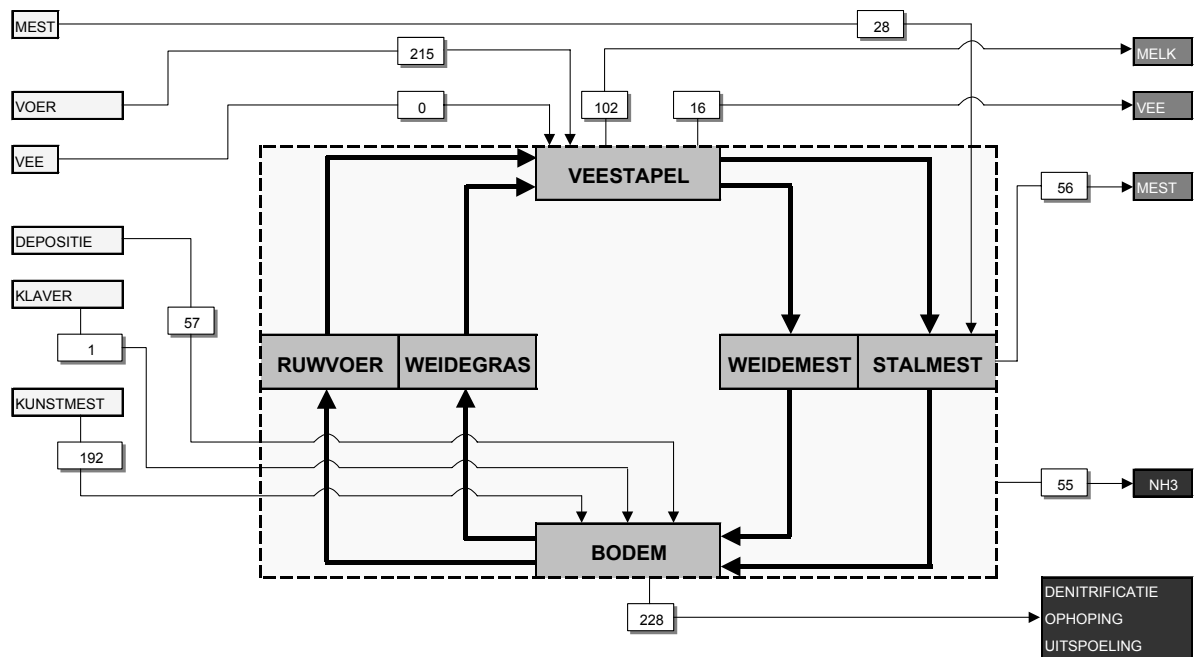 MEST
28
215
MELK
VOER
0
102
16
VEE
VEE
VEESTAPEL
56
MEST
DEPOSITIE
KLAVER
57
1
RUWVOER
WEIDEGRAS
WEIDEMEST
STALMEST
KUNSTMEST
192
55
NH3
BODEM
228
DENITRIFICATIE
OPHOPING
UITSPOELING